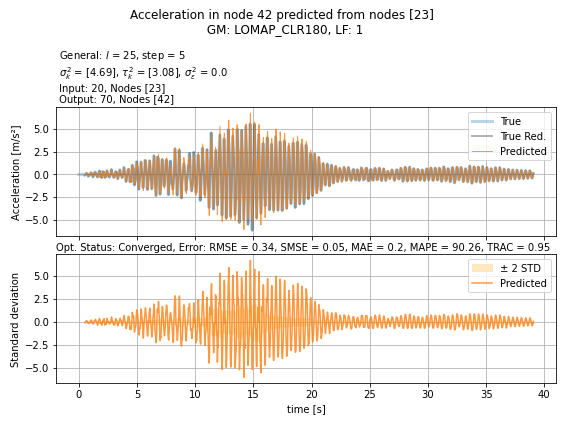 Acceleration in node 42 predicted from nodes [23]
GM: LOMAP_CLR180, LF: 1
General: l = 25, step = 5
σ²ₖ = [4.69], τ²ₖ = [3.08], σ²ε = 0.0
Input: 20, Nodes [23]
Output: 70, Nodes [42]
Acceleration [m/s²]
5.0
2.5
0.0
−2.5
−5.0
True
True Red.
Predicted
Opt. Status: Converged, Error: RMSE = 0.34, SMSE = 0.05, MAE = 0.2, MAPE = 90.26, TRAC = 0.95
Standard deviation
5.0
2.5
0.0
−2.5
−5.0
± 2 STD
Predicted
0 5 10 15 20 25 30 35 40
time [s]